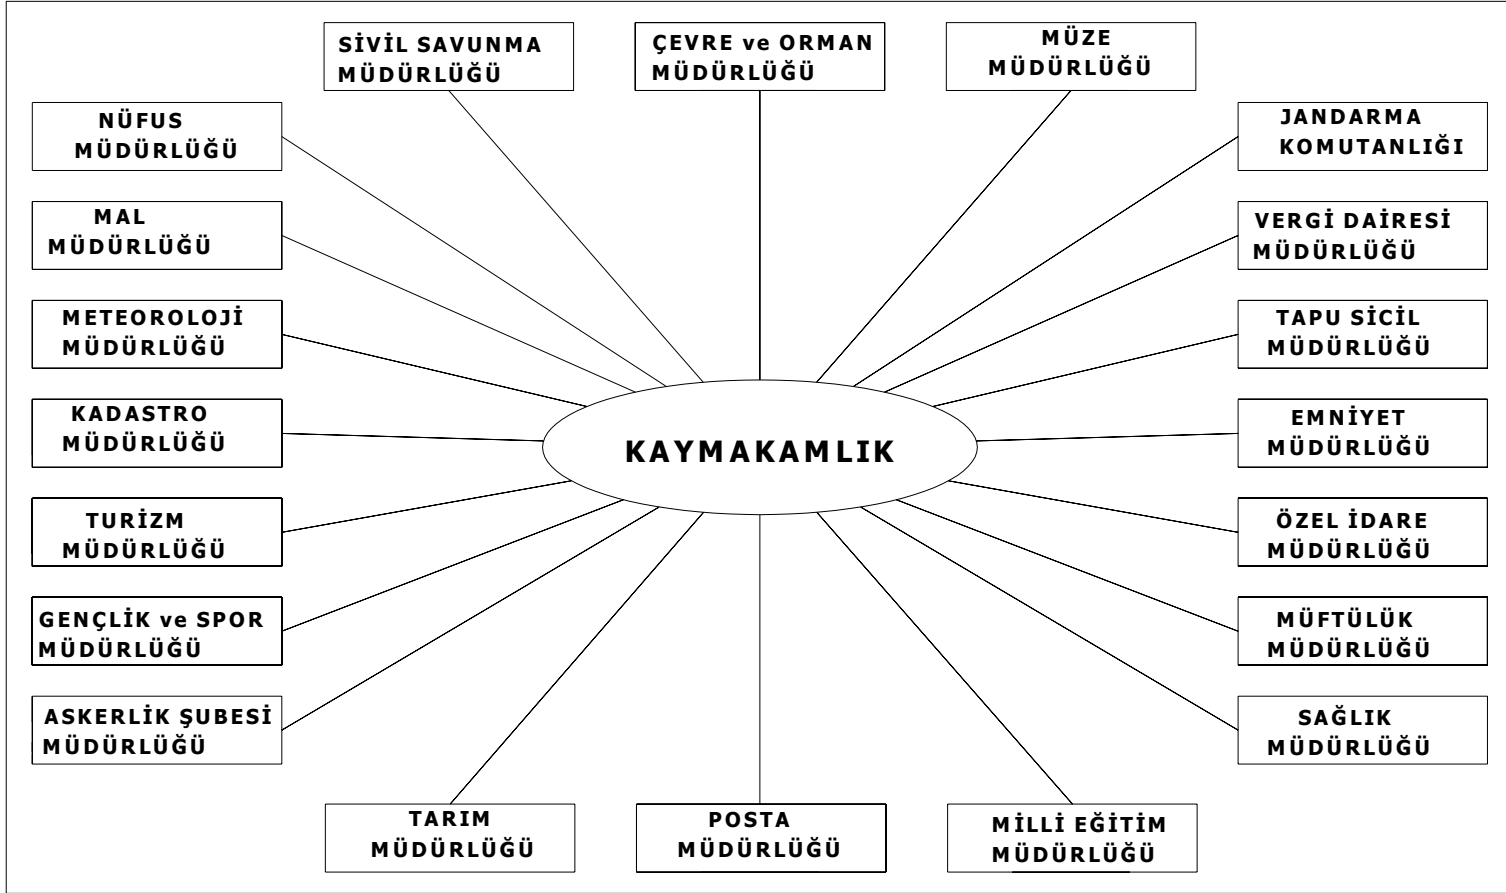 SİVİL SAVUNMA
MÜDÜRLÜĞÜ
ÇEVRE ve ORMAN
MÜDÜRLÜĞÜ
MÜZE
MÜDÜRLÜĞÜ
NÜFUS
MÜDÜRLÜĞÜ
JANDARMA
KOMUTANLIĞI
MAL
MÜDÜRLÜĞÜ
VERGİ DAİRESİ
MÜDÜRLÜĞÜ
METEOROLOJİ
MÜDÜRLÜĞÜ
TAPU SİCİL
MÜDÜRLÜĞÜ
KADASTRO
MÜDÜRLÜĞÜ
KAYMAKAMLIK
EMNİYET
MÜDÜRLÜĞÜ
TURİZM
MÜDÜRLÜĞÜ
ÖZEL İDARE
MÜDÜRLÜĞÜ
GENÇLİK ve SPOR
MÜDÜRLÜĞÜ
MÜFTÜLÜK
MÜDÜRLÜĞÜ
ASKERLİK ŞUBESİ
MÜDÜRLÜĞÜ
SAĞLIK
MÜDÜRLÜĞÜ
TARIM
MÜDÜRLÜĞÜ
POSTA
MÜDÜRLÜĞÜ
MİLLİ EĞİTİM
MÜDÜRLÜĞÜ